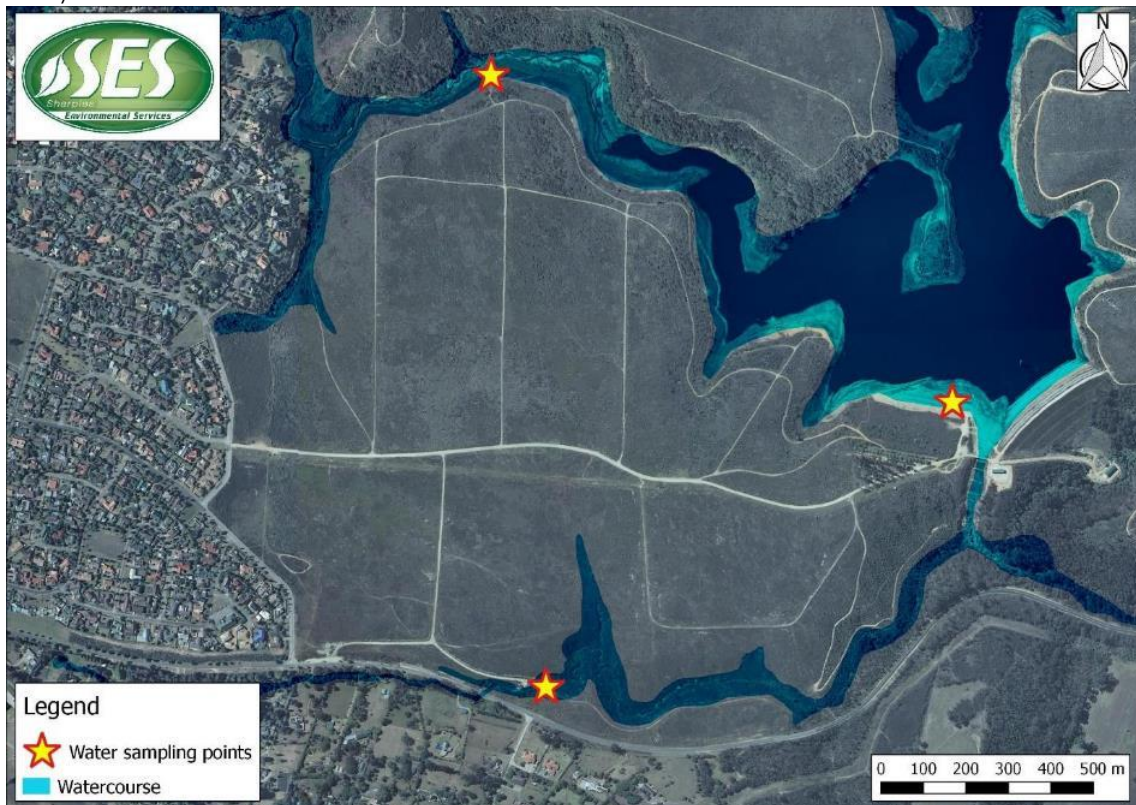 SES
Sharples
Environmental Services
N
Legend
Water sampling points
Watercourse
0 100 200 300 400 500 m